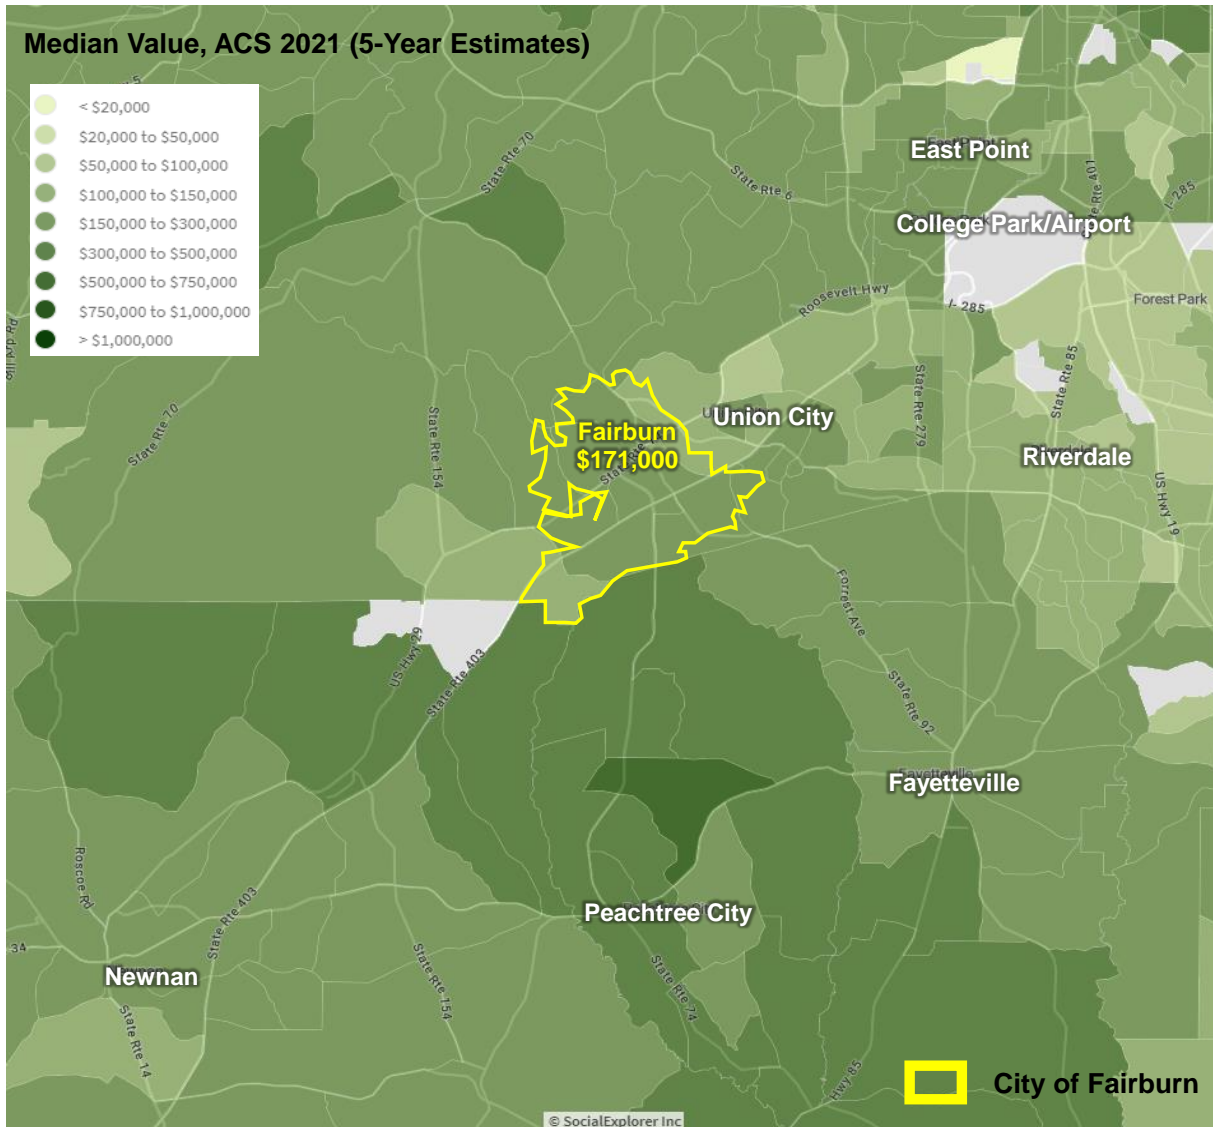 Median Value, ACS 2021 (5-Year Estimates)
< $20,000
$20,000 to $50,000
$50,000 to $100,000
$100,000 to $150,000
$150,000 to $300,000
$300,000 to $500,000
$500,000 to $750,000
$750,000 to $1,000,000
> $1,000,000
State Rte 70
State Rte 6
East Point
State Rte 401
I- 285
College Park/Airport
Roosevelt Hwy
I- 285
Forest Park
State Rte 70
State Rte 154
Fairburn
$171,000
Union City
State Rte 279
State Rte 85
Riverdale
US Hwy 19
Forrest Ave
US Hwy 29
State Rte 403
State Rte 92
Fayetteville
Roscoe Rd
State Rte 403
Peachtree City
34
Newnan
State Rte 154
State Rte 74
State Rte 14
Hwy 85
City of Fairburn
© SocialExplorer Inc